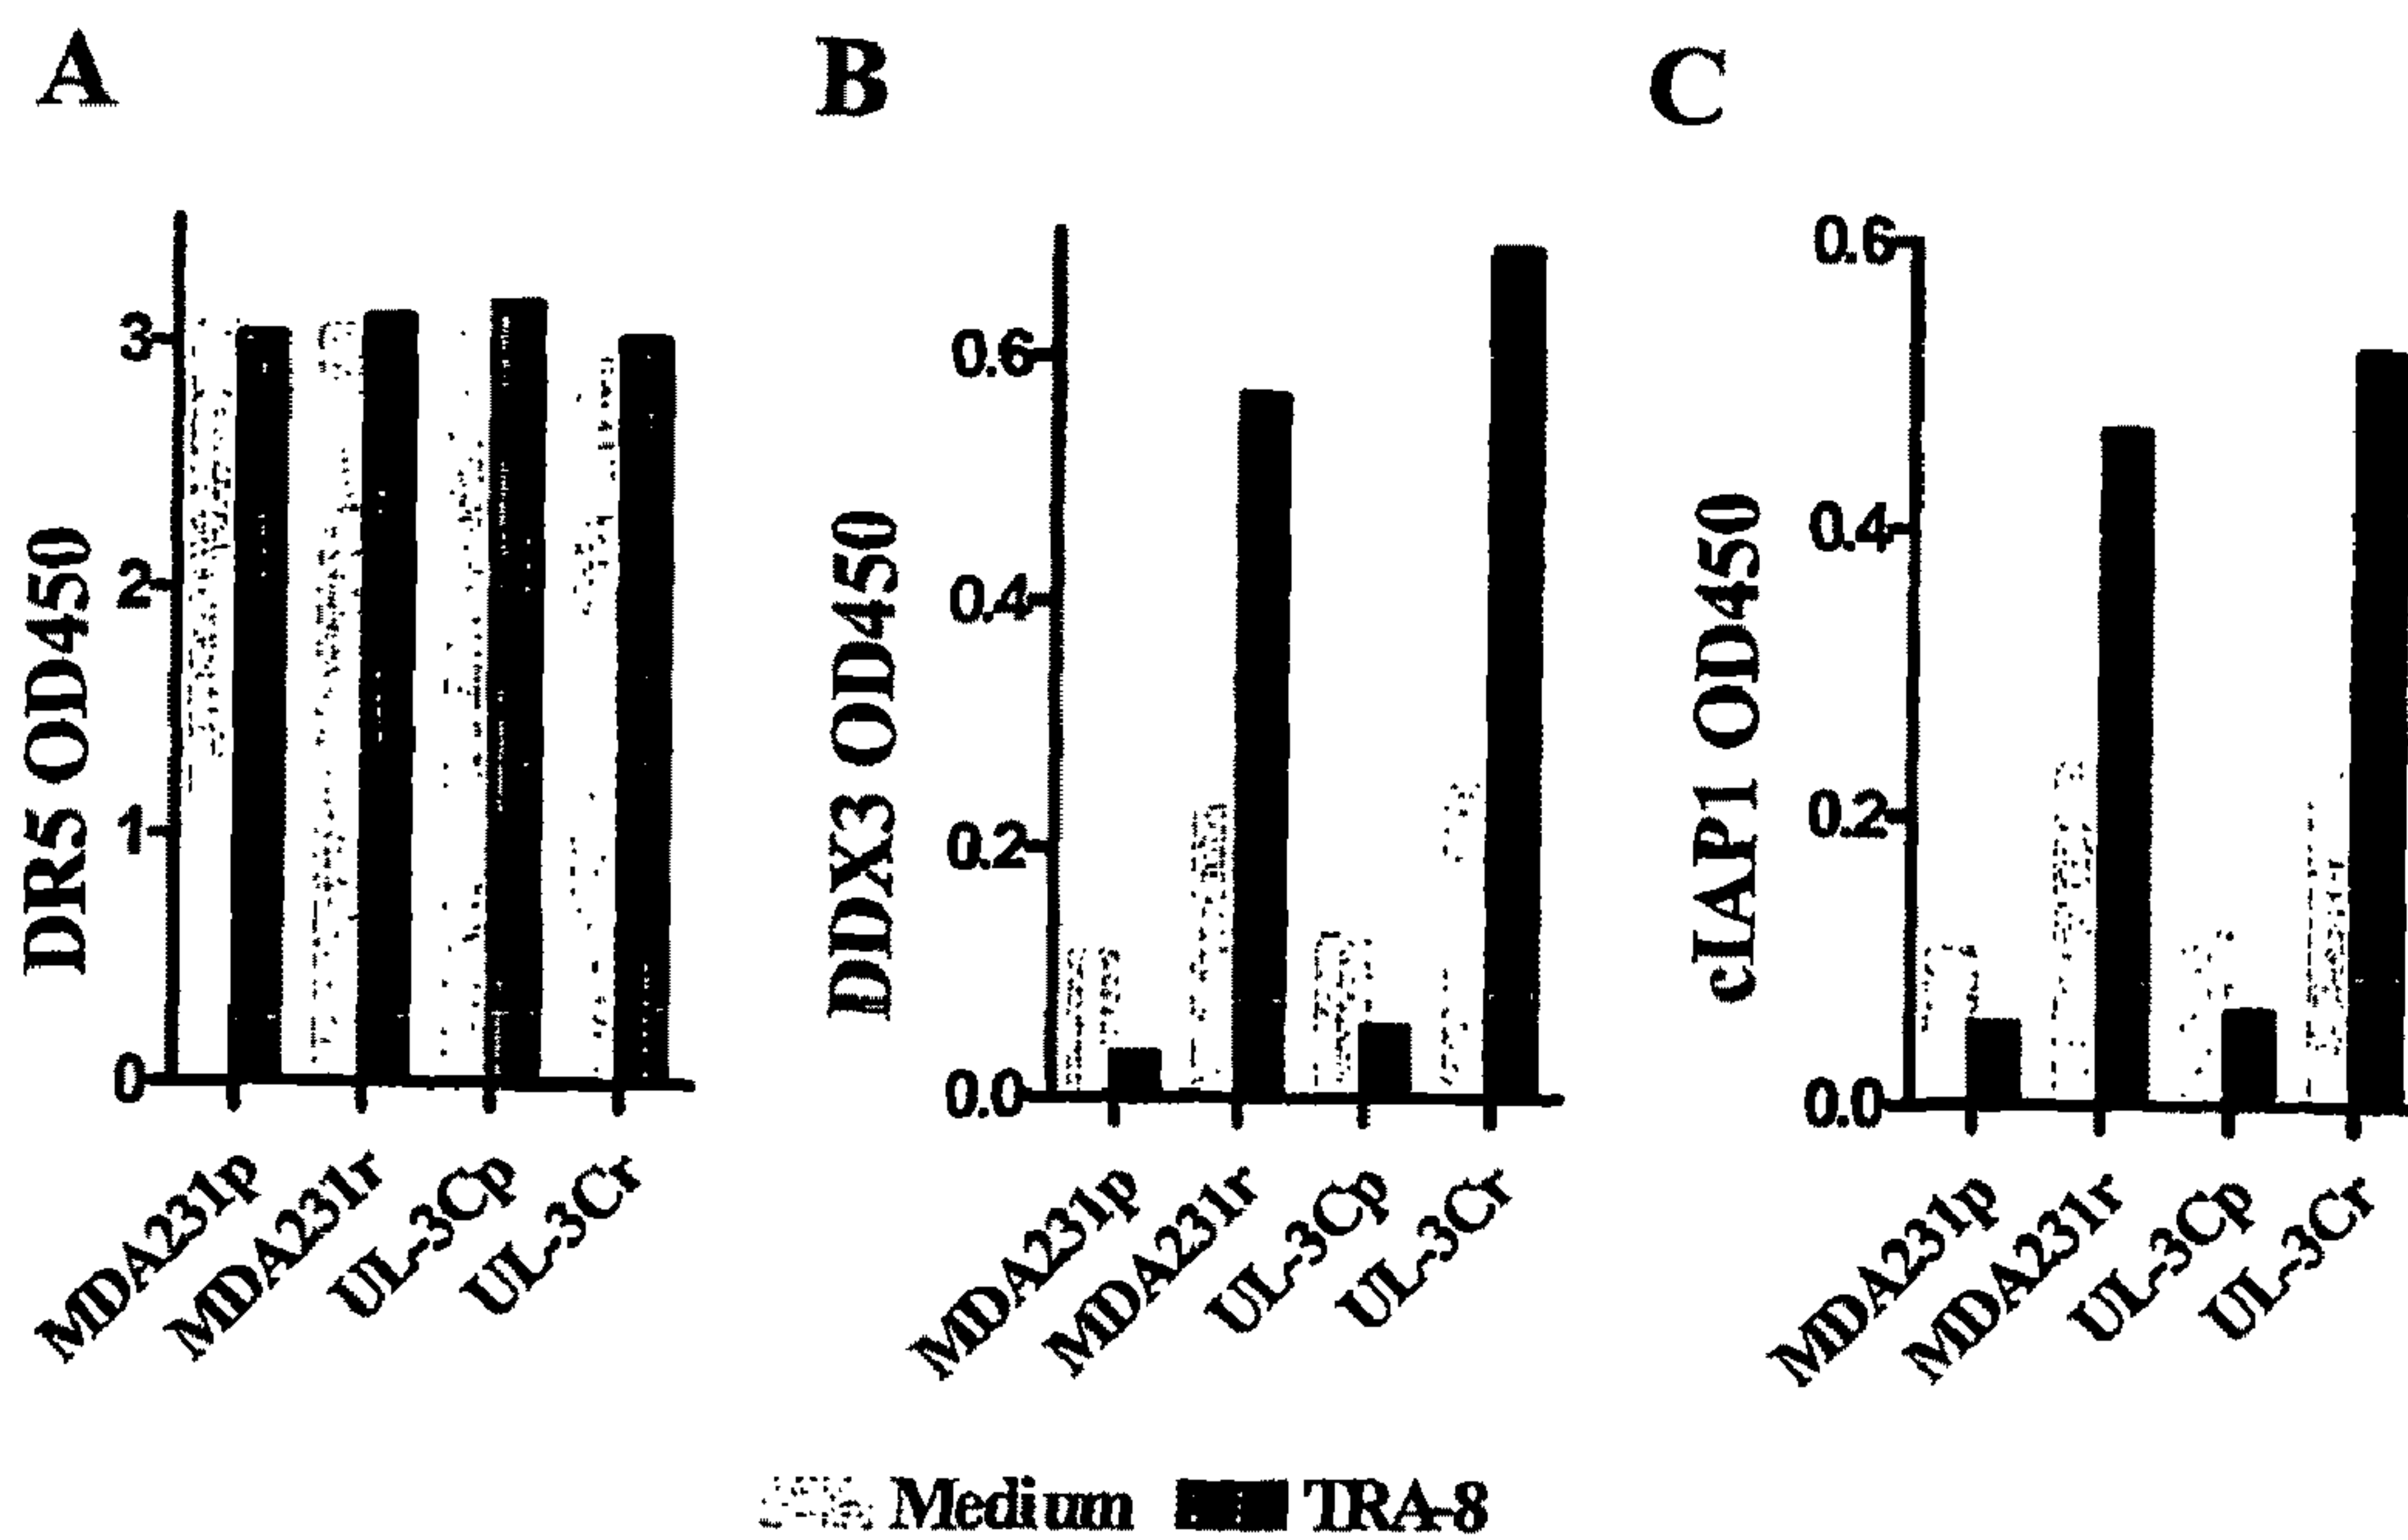 A
B
C
DR5 OD450
3
2
1
0
MDA231p
MDA231r
UL-3Cp
UL-3Cr
DDX3 OD450
0.6
0.4
0.2
0.0
MDA231p
MDA231r
UL-3Cp
UL-3Cr
cIAP1 OD450
0.6
0.4
0.2
0.0
MDA231p
MDA231r
UL-3Cp
UL-3Cr
Medium TRA-8